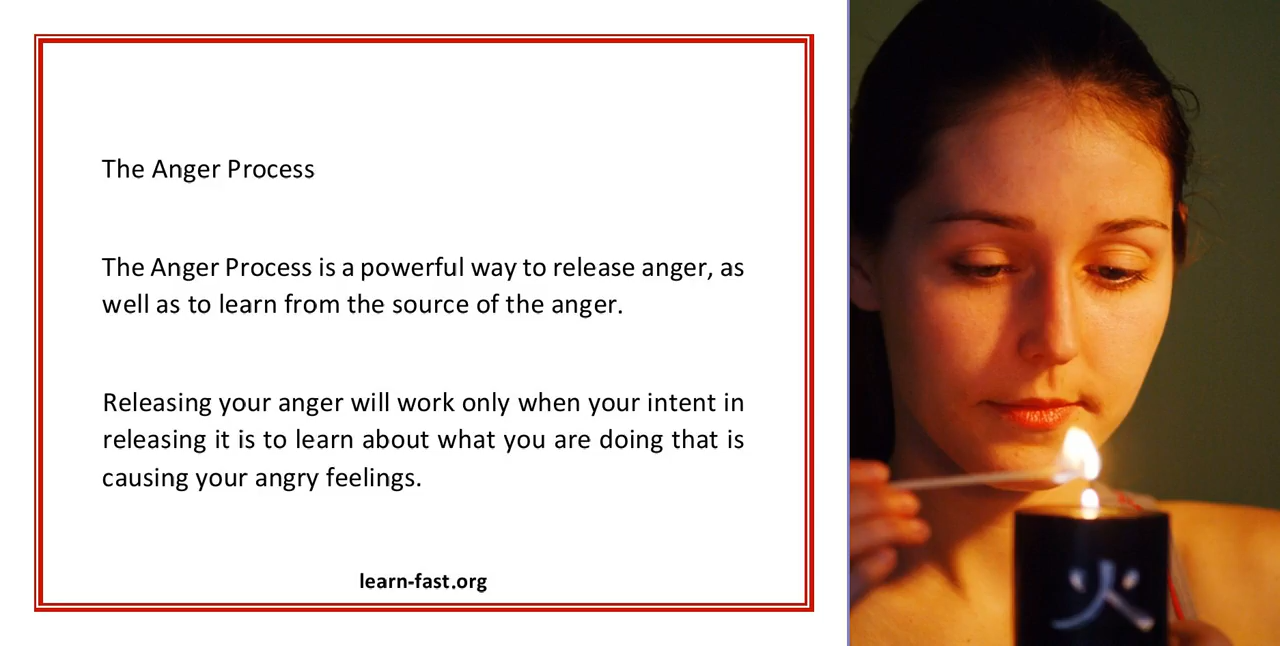 The Anger Process
The Anger Process is a powerful way to release anger, as
well as to learn from the source of the anger.
Releasing your anger will work only when your intent in
releasing it is to learn about what you are doing that is
causing your angry feelings.
learn-fast.org
火